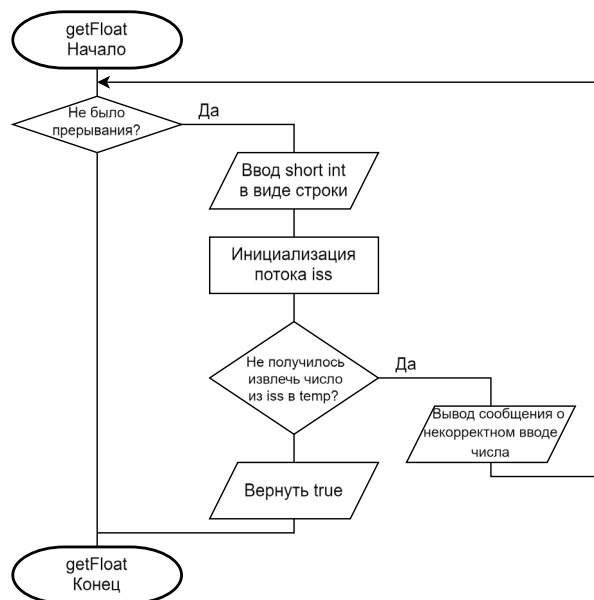 getFloat
Начало
Не было
прерывания?
Да
Ввод short int
в виде строки
Инициализация
потока iss
Не получилось
извлечь число
из iss в temp?
Да
Вывод сообщения о
некорректном вводе
числа
Вернуть true
getFloat
Конец